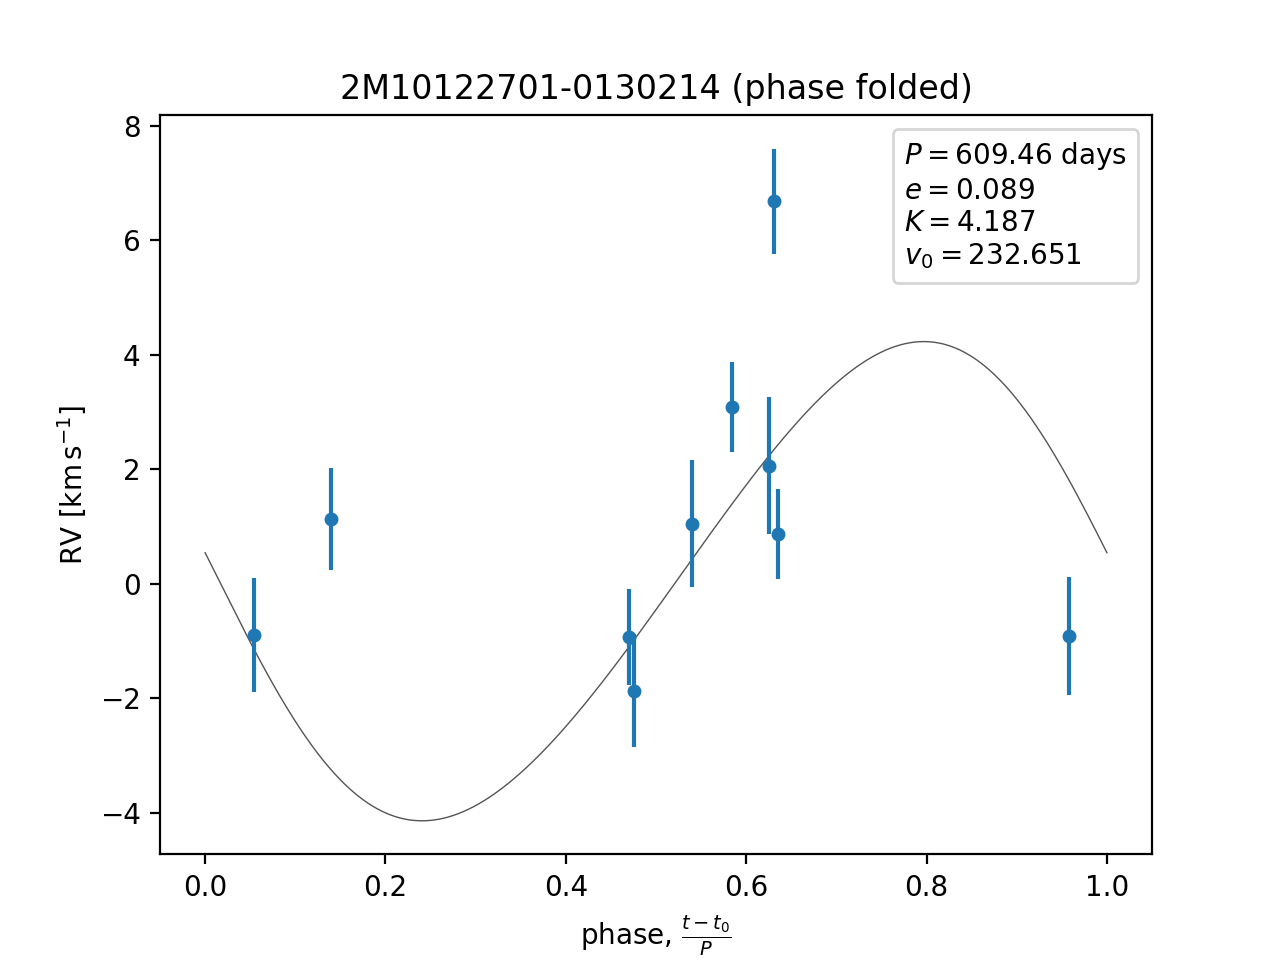 2M10122701-0130214 (phase folded)
P = 609.46 days
e = 0.089
K = 4.187
v₀ = 232.651
8
6
4
2
0
−2
−4
RV [km s⁻¹]
0.0 0.2 0.4 0.6 0.8 1.0
phase, (t − t₀)/P